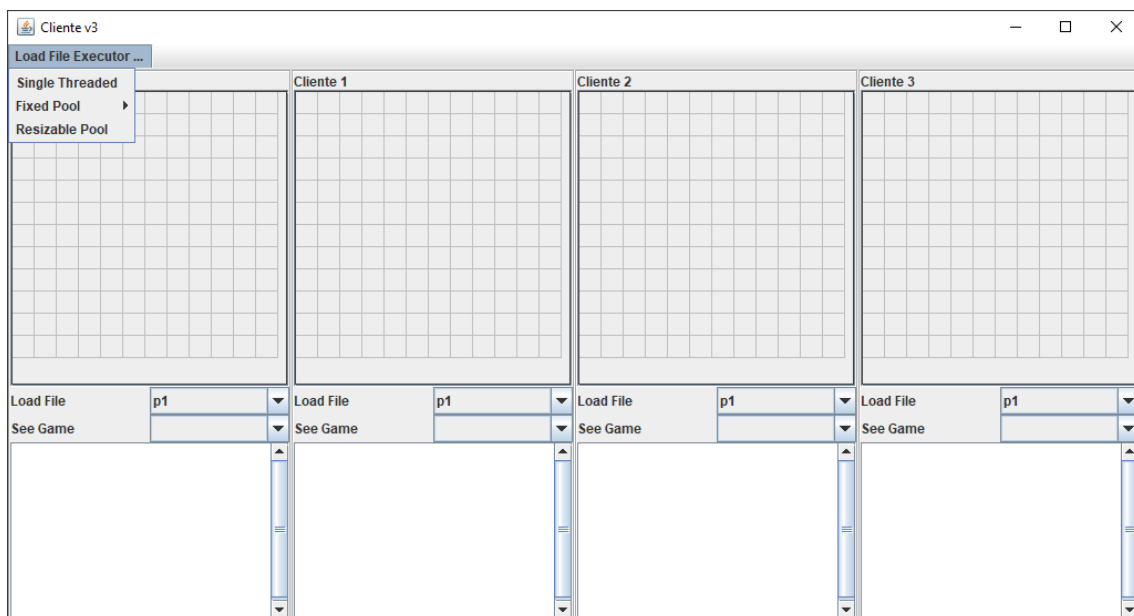 Cliente v3
Load File Executor ...
Single Threaded
Fixed Pool
Resizable Pool
Cliente 1
Cliente 2
Cliente 3
Load File p1 Load File p1 Load File p1 Load File p1
See Game See Game See Game See Game